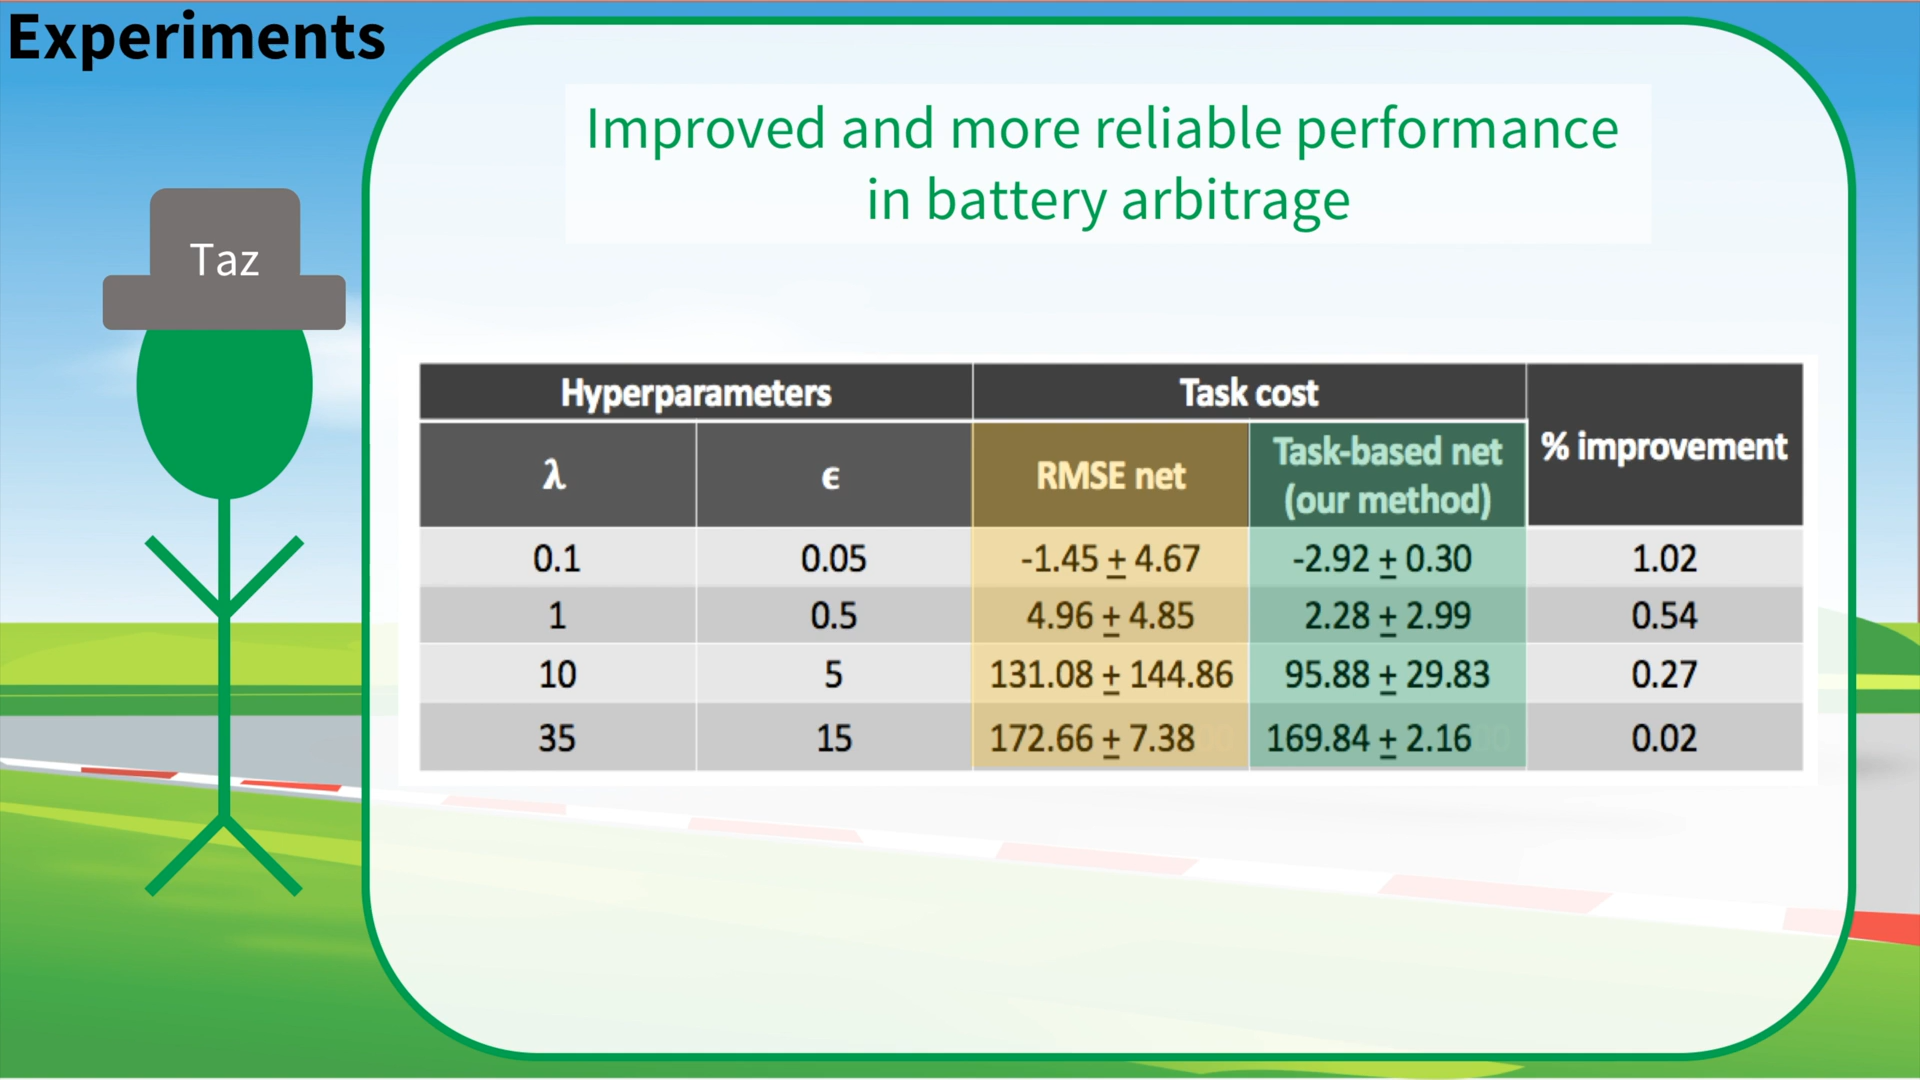 Experiments
Improved and more reliable performance
in battery arbitrage
Taz
Hyperparameters Task cost % improvement
λ ϵ RMSE net Task-based net
(our method)
0.1 0.05 -1.45 ± 4.67 -2.92 ± 0.30 1.02
1 0.5 4.96 ± 4.85 2.28 ± 2.99 0.54
10 5 131.08 ± 144.86 95.88 ± 29.83 0.27
35 15 172.66 ± 7.38 169.84 ± 2.16 0.02